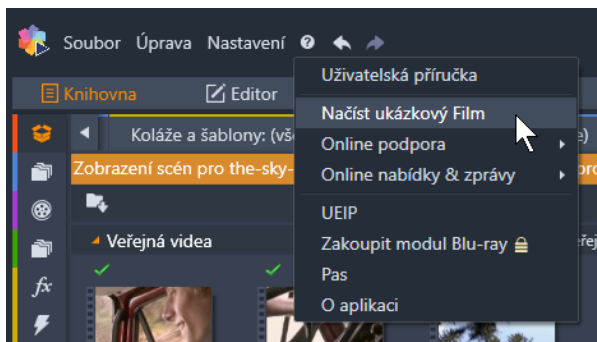 Soubor Úprava Nastavení
Uživatelská příručka
Knihovna Editor
Načíst ukázkový Film
Koláže a šablony: (vš
Online podpora
Zobrazení scén pro the-sky-
Online nabídky & zprávy
UEIP
Veřejná videa
Zakoupit modul Blu-ray
Pas
fx
O aplikaci